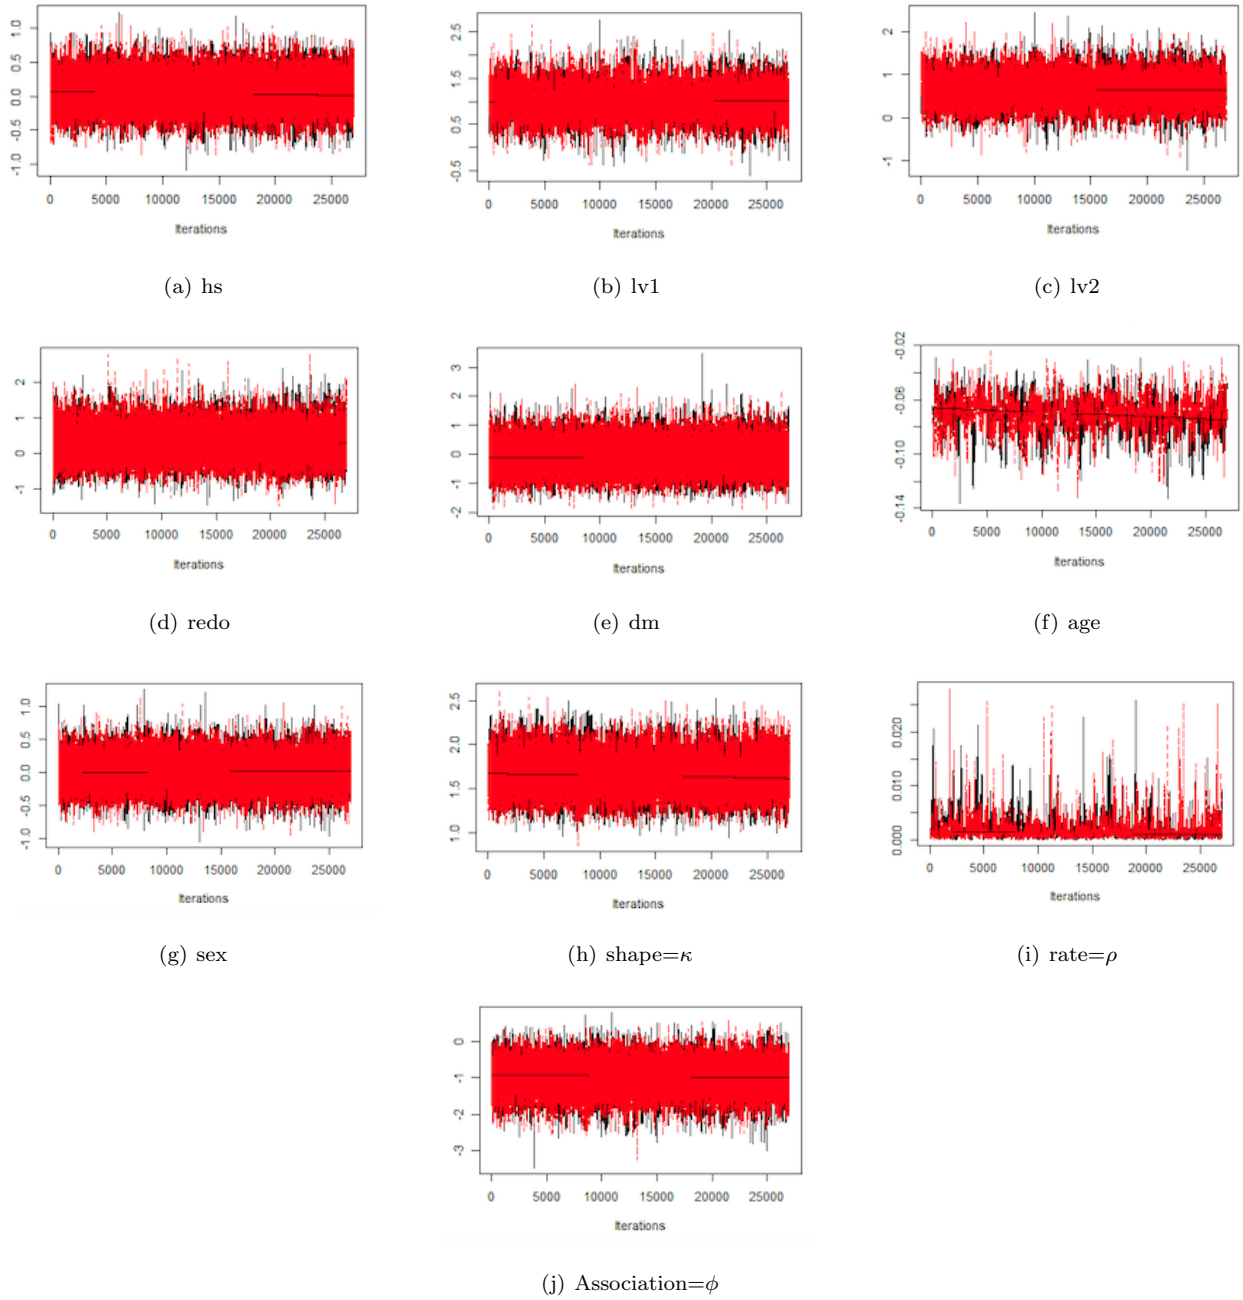 1.0
0.5
0.0
-0.5
-1.0
0 5000 10000 15000 20000 25000
Iterations
(a) hs
2.5
1.5
0.5
-0.5
0 5000 10000 15000 20000 25000
Iterations
(b) lv1
2
1
0
-1
0 5000 10000 15000 20000 25000
Iterations
(c) lv2
2
1
0
-1
0 5000 10000 15000 20000 25000
Iterations
(d) redo
3
2
1
0
-1
-2
0 5000 10000 15000 20000 25000
Iterations
(e) dm
-0.02
-0.06
-0.10
-0.14
0 5000 10000 15000 20000 25000
Iterations
(f) age
1.0
0.5
0.0
-0.5
-1.0
0 5000 10000 15000 20000 25000
Iterations
(g) sex
2.5
2.0
1.5
1.0
0 5000 10000 15000 20000 25000
Iterations
(h) shape=κ
0.020
0.010
0.000
0 5000 10000 15000 20000 25000
Iterations
(i) rate=ρ
0
-1
-2
-3
0 5000 10000 15000 20000 25000
Iterations
(j) Association=ϕ